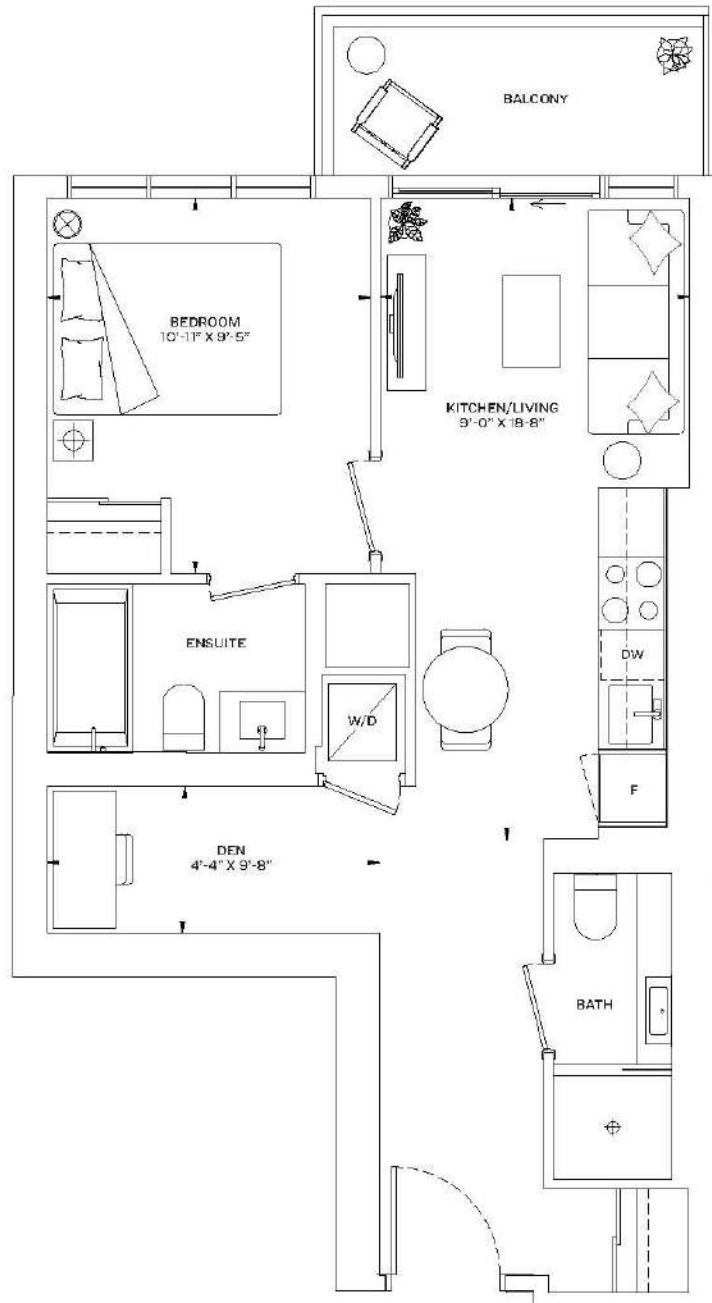 BALCONY
BEDROOM
10'-11" X 9'-5"
KITCHEN/LIVING
9'-0" X 18-8"
ENSUITE
W/D
DW
F
DEN
4'-4" X 9'-8"
BATH